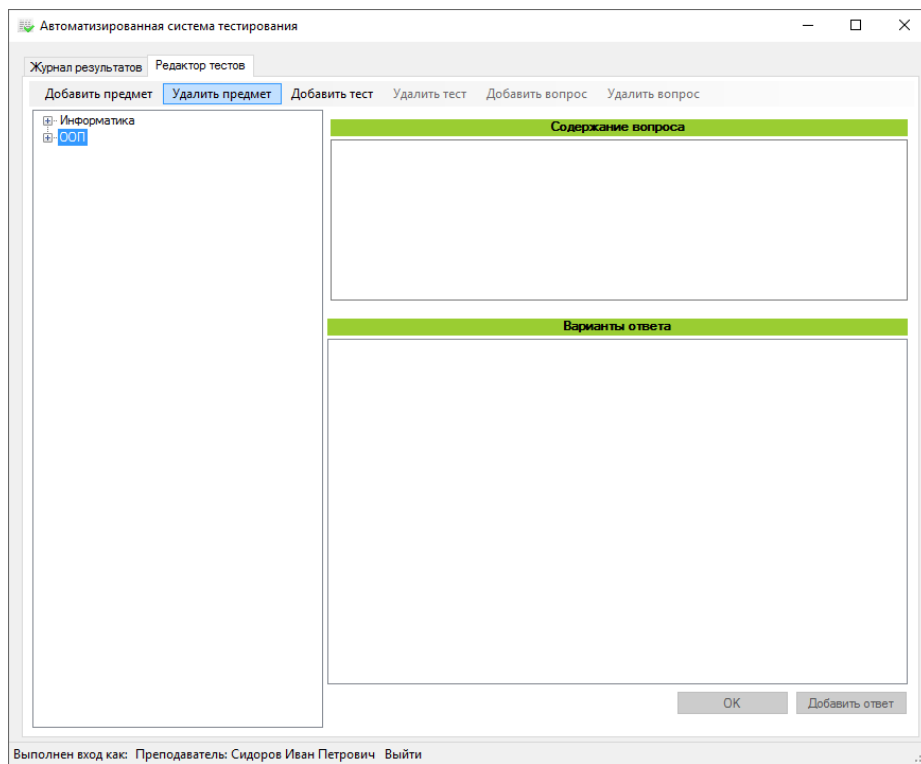 Автоматизированная система тестирования
Журнал результатов Редактор тестов
Добавить предмет Удалить предмет Добавить тест Удалить тест Добавить вопрос Удалить вопрос
Информатика
ООП
Содержание вопроса
Варианты ответа
OK Добавить ответ
Выполнен вход как: Преподаватель: Сидоров Иван Петрович Выйти